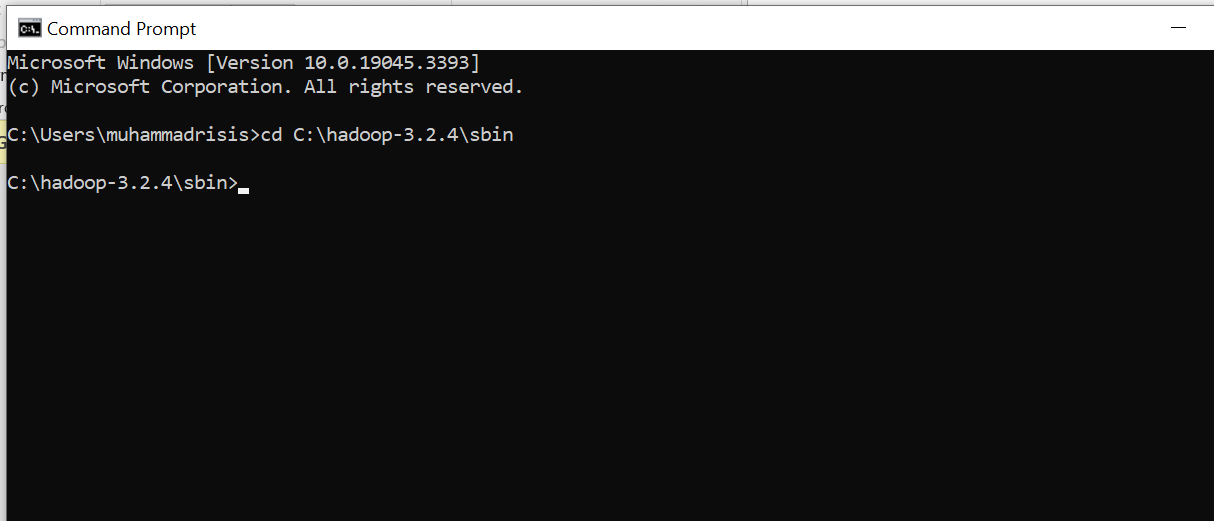 Command Prompt
Microsoft Windows [Version 10.0.19045.3393]
(c) Microsoft Corporation. All rights reserved.
C:\Users\muhammadrisis>cd C:\hadoop-3.2.4\sbin
C:\hadoop-3.2.4\sbin>